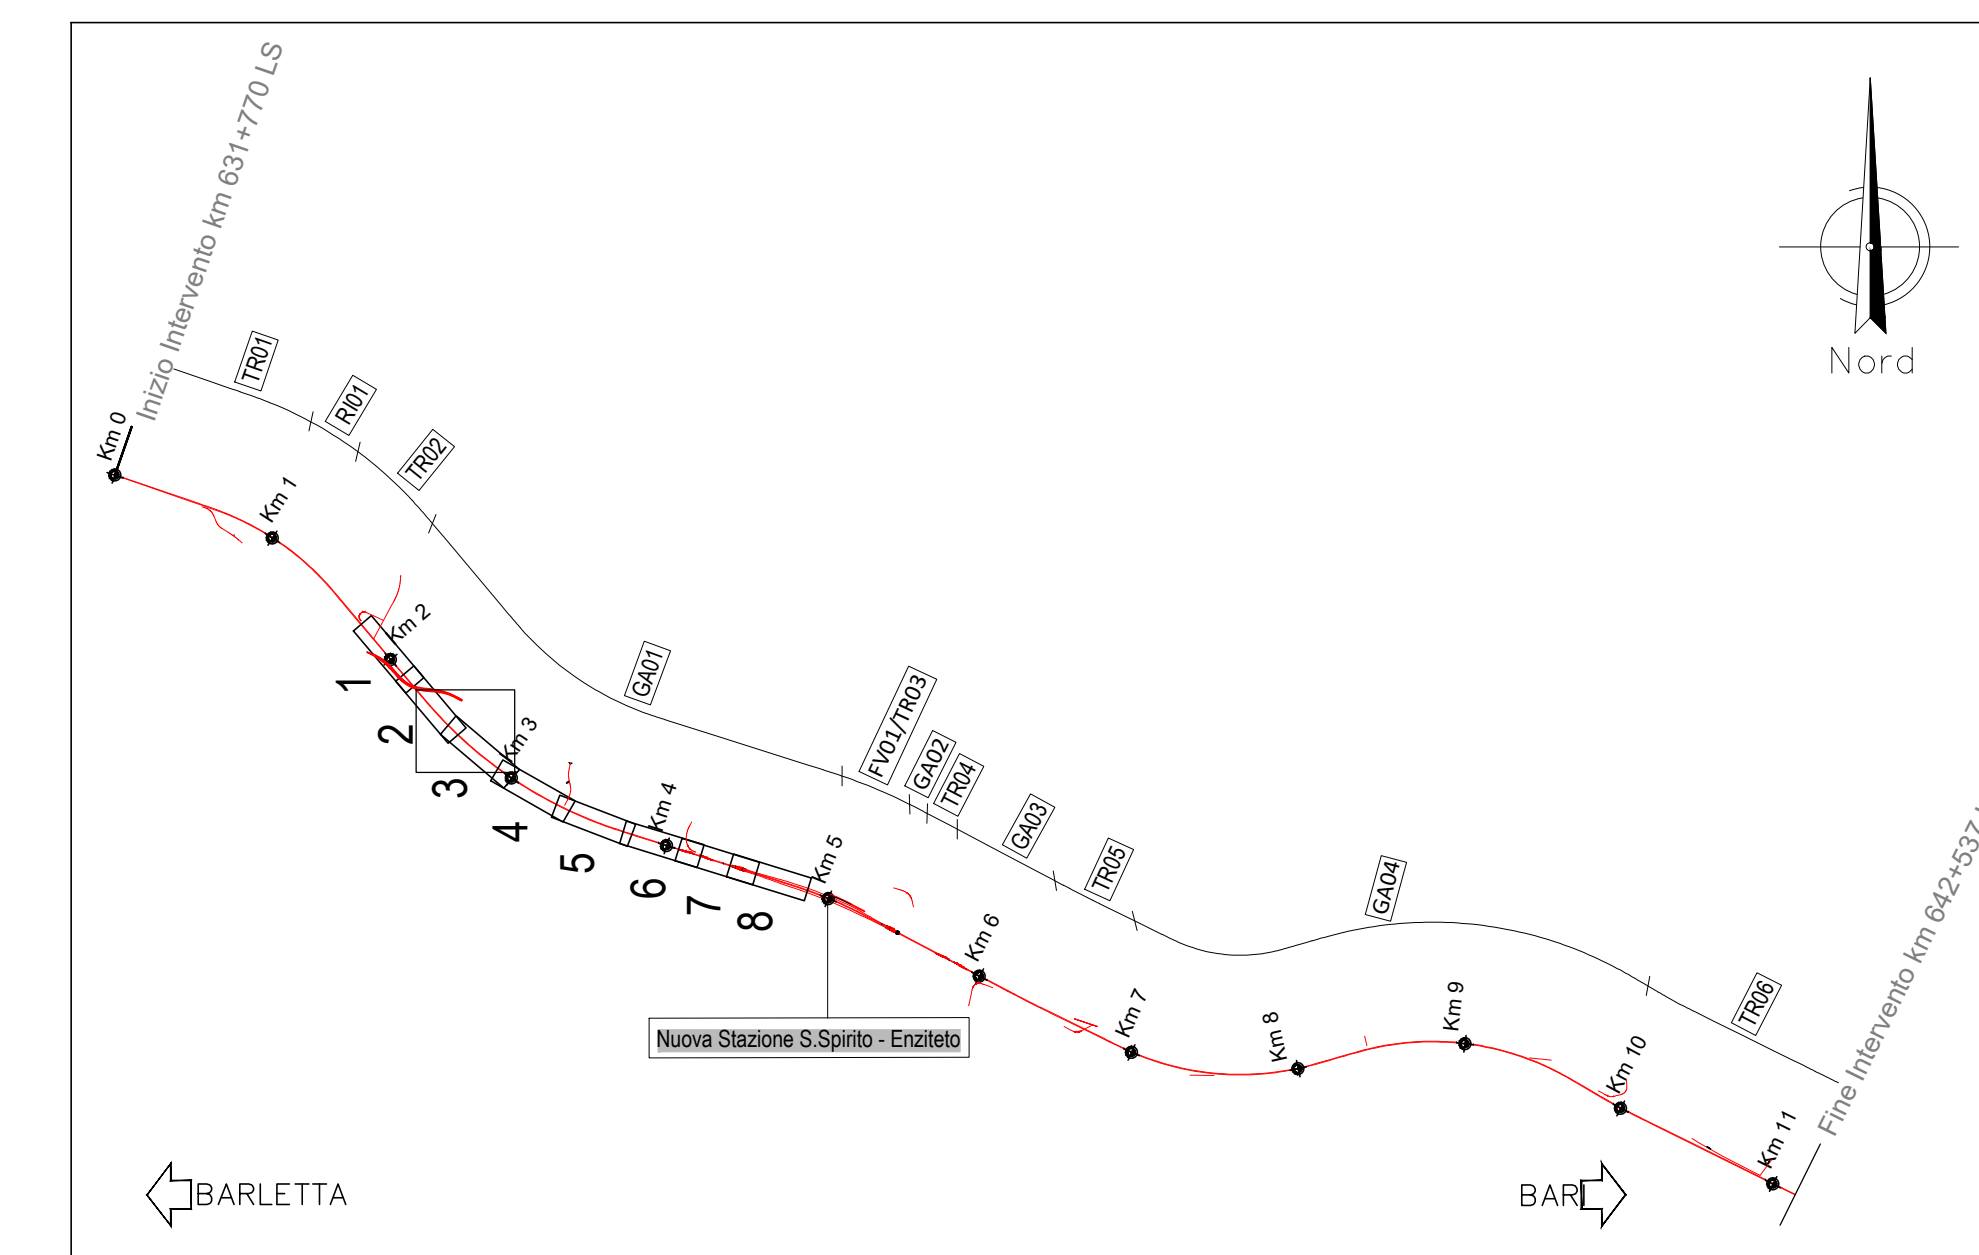 Inizio Intervento km 631+770 LS
Nord
TR01
RI01
TR02
GA01
FV01/TR03
GA02
TR04
GA03
TR05
GA04
TR06
Fine Intervento km 642+537
Km 0
Km 1
Km 2
Km 3
Km 4
Km 5
Km 6
Km 7
Km 8
Km 9
Km 10
Km 11
1
2
3
4
5
6
7
8
Nuova Stazione S.Spirito - Enziteto
BARLETTA
BARI